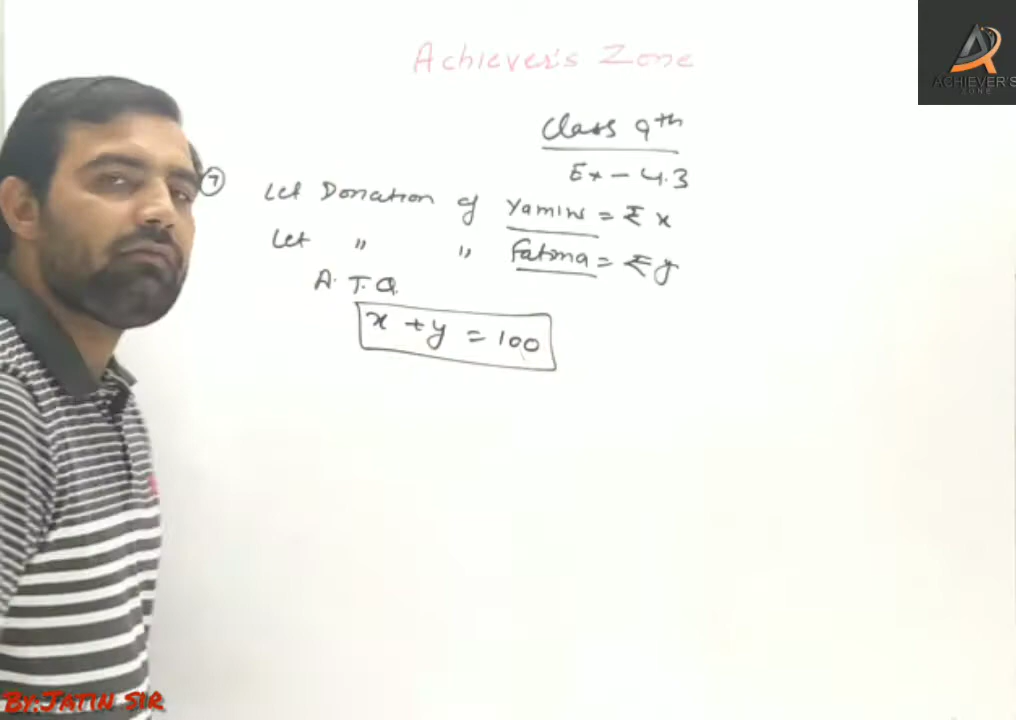 Achiever's Zone
ACHIEVER'S
ZONE
Class 9th
Ex - 4.3
7 Let Donation of Yamini = ₹ x
Let " " Fatima = ₹ y
A. T. Q.
x + y = 100
BY:JATIN SIR